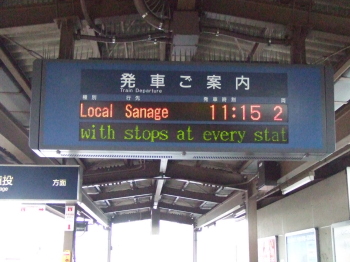 発車ご案内
Train Departure
種別 行先 発車時刻
Local Sanage 11:15 2
with stops at every stat
投 方面